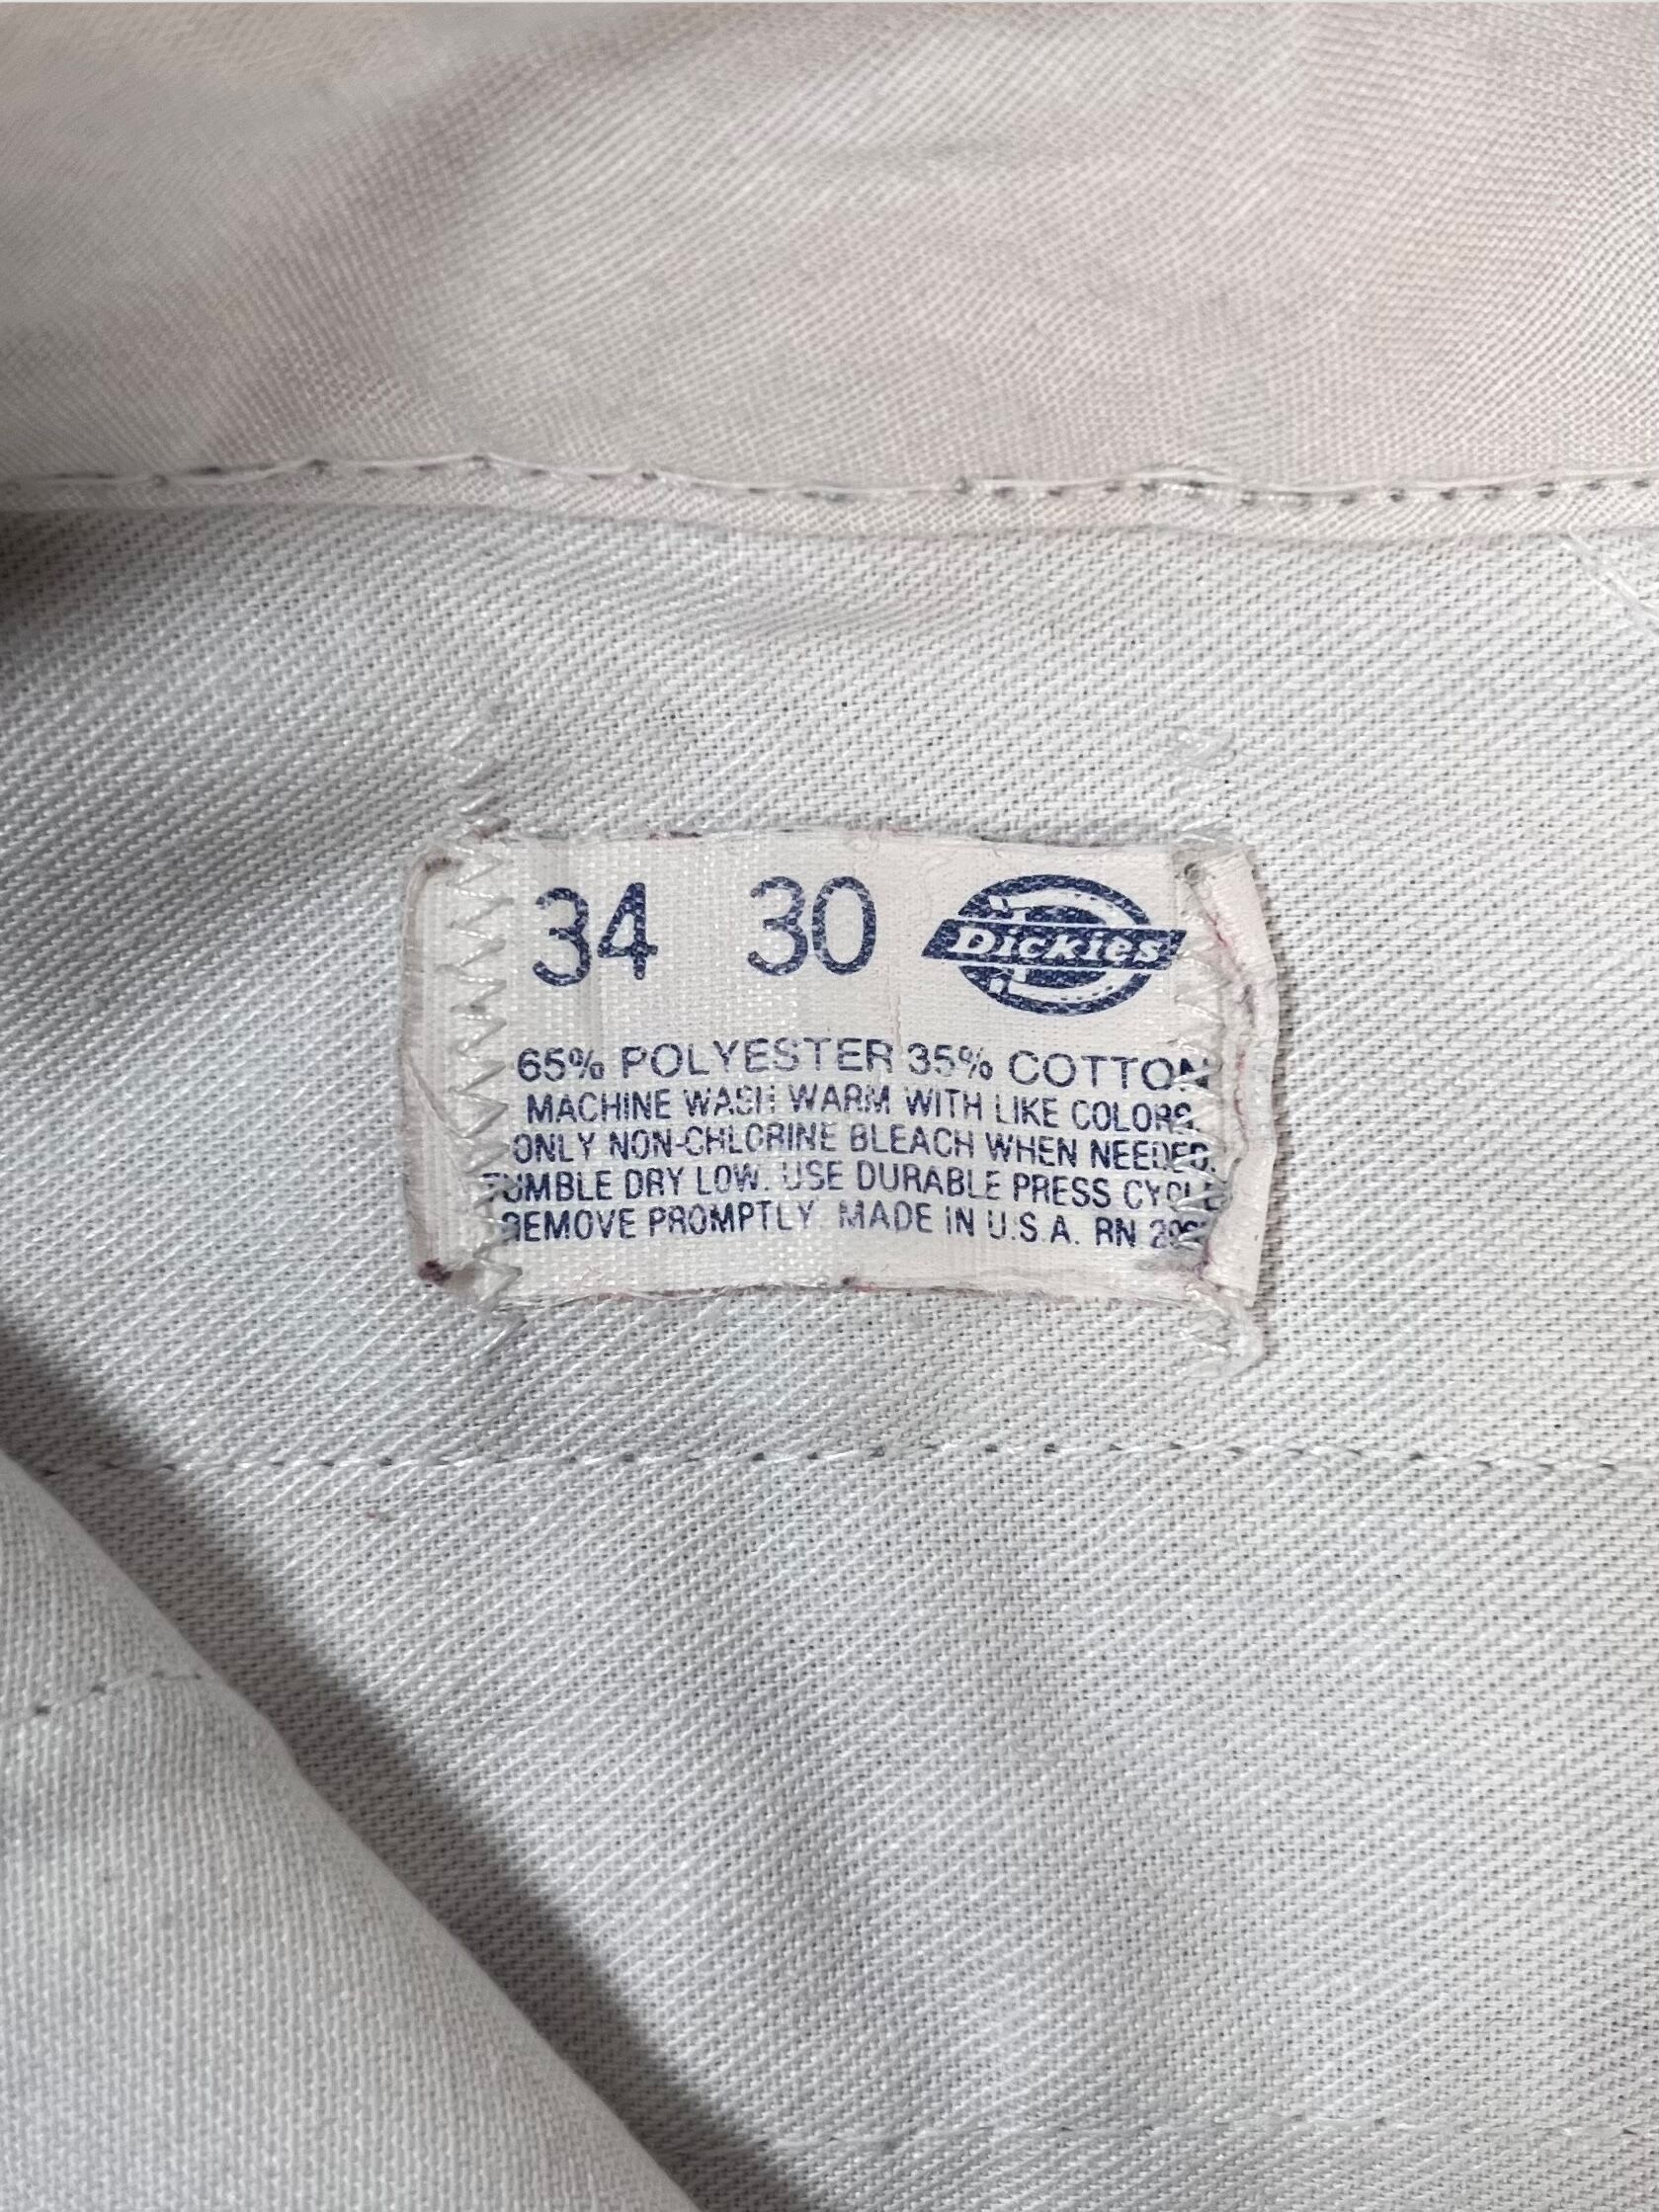 34 30 Dickies
65% POLYESTER 35% COTTON
MACHINE WASH WARM WITH LIKE COLORS.
ONLY NON-CHLORINE BLEACH WHEN NEEDED.
TUMBLE DRY LOW. USE DURABLE PRESS CYCLE
REMOVE PROMPTLY MADE IN U.S.A. RN